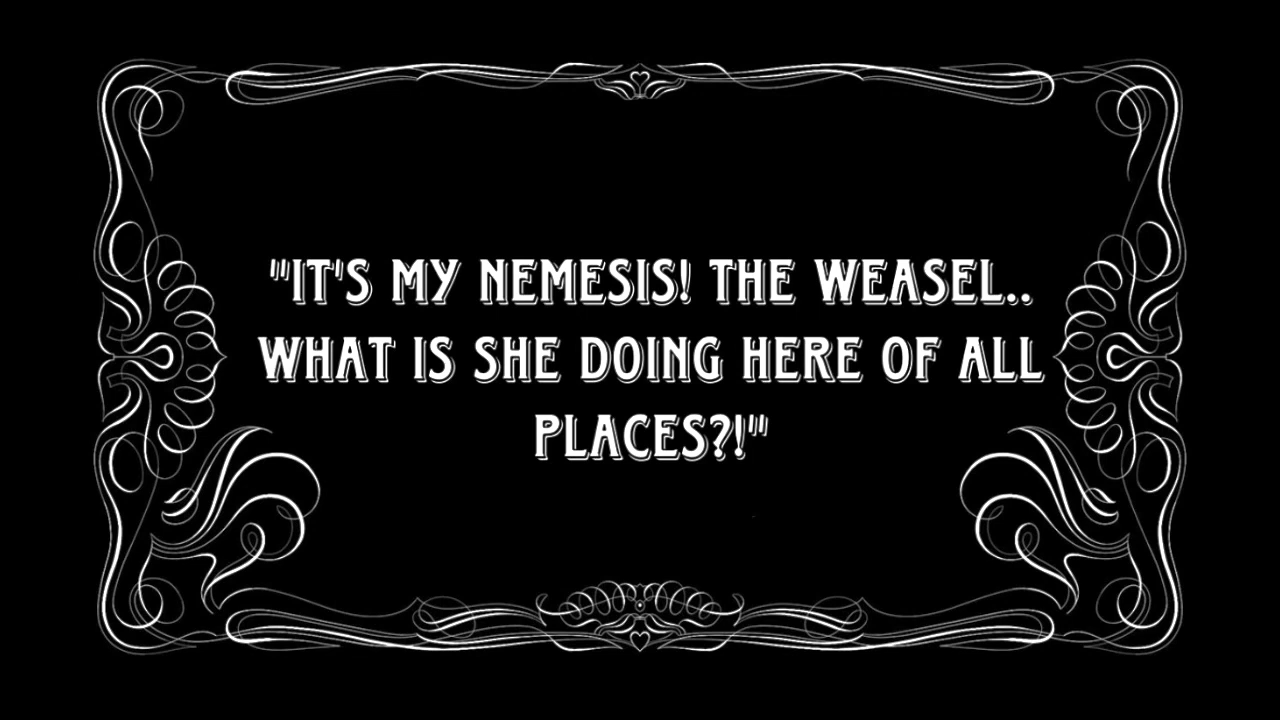 "IT'S MY NEMESIS! THE WEASEL..
WHAT IS SHE DOING HERE OF ALL
PLACES?!"